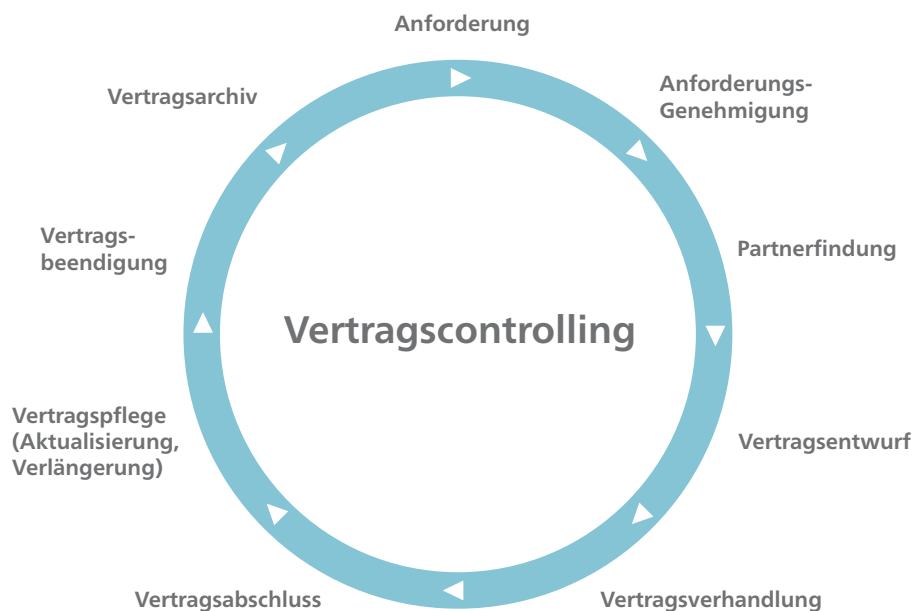 Anforderung
Anforderungs-
Genehmigung
Partnerfindung
Vertragsentwurf
Vertragsverhandlung
Vertragsabschluss
Vertragspflege
(Aktualisierung,
Verlängerung)
Vertrags-
beendigung
Vertragsarchiv
Vertragscontrolling